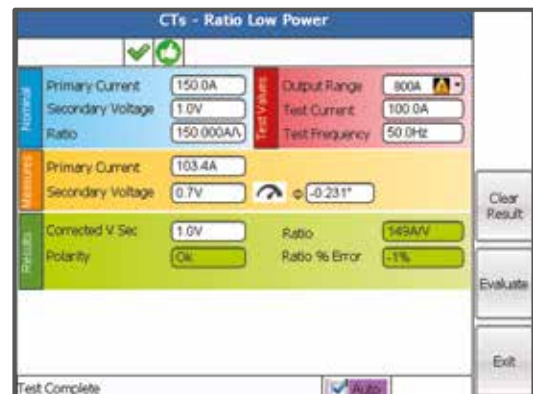 CTs - Ratio Low Power
Nominal
Primary Current 150.0A
Secondary Voltage 1.0V
Ratio 150.000A/\
Test Values
Output Range 800A
Test Current 100.0A
Test Frequency 50.0Hz
Measures
Primary Current 103.4A
Secondary Voltage 0.7V φ -0.231°
Results
Corrected V Sec 1.0V
Polarity Ok
Ratio 149A/V
Ratio % Error -1%
Clear
Result
Evaluate
Exit
Test Complete
Auto